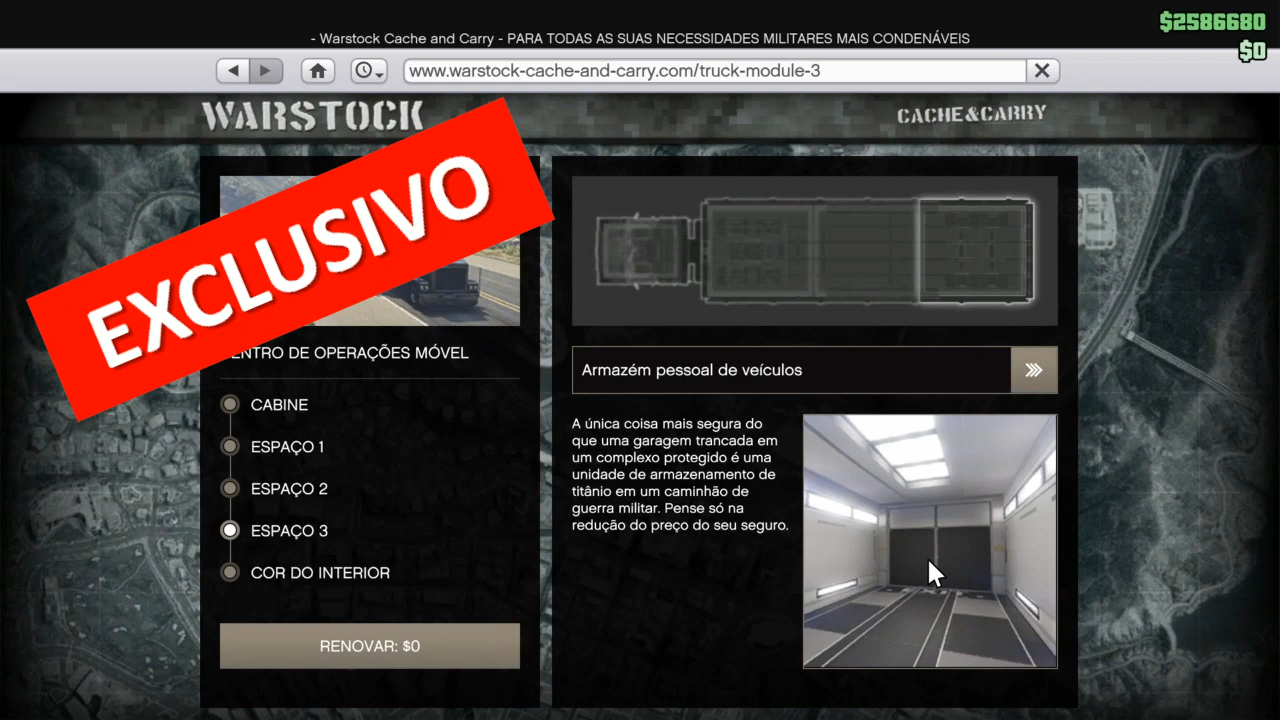 - Warstock Cache and Carry - PARA TODAS AS SUAS NECESSIDADES MILITARES MAIS CONDENÁVEIS
$2586680
$0
www.warstock-cache-and-carry.com/truck-module-3
WARSTOCK
CACHE&CARRY
EXCLUSIVO
ENTRO DE OPERAÇÕES MÓVEL
CABINE
ESPAÇO 1
ESPAÇO 2
ESPAÇO 3
COR DO INTERIOR
RENOVAR: $0
Armazém pessoal de veículos
A única coisa mais segura do
que uma garagem trancada em
um complexo protegido é uma
unidade de armazenamento de
titânio em um caminhão de
guerra militar. Pense só na
redução do preço do seu seguro.